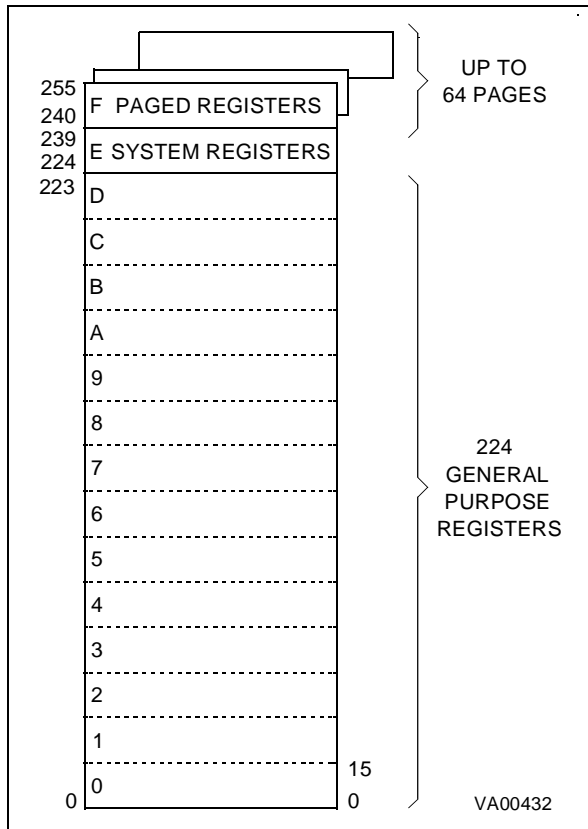 UP TO
64 PAGES
255
240
F PAGED REGISTERS
239
224
E SYSTEM REGISTERS
223
D
C
B
A
9
8
7
6
5
4
3
2
1
0
0
15
0
224
GENERAL
PURPOSE
REGISTERS
VA00432